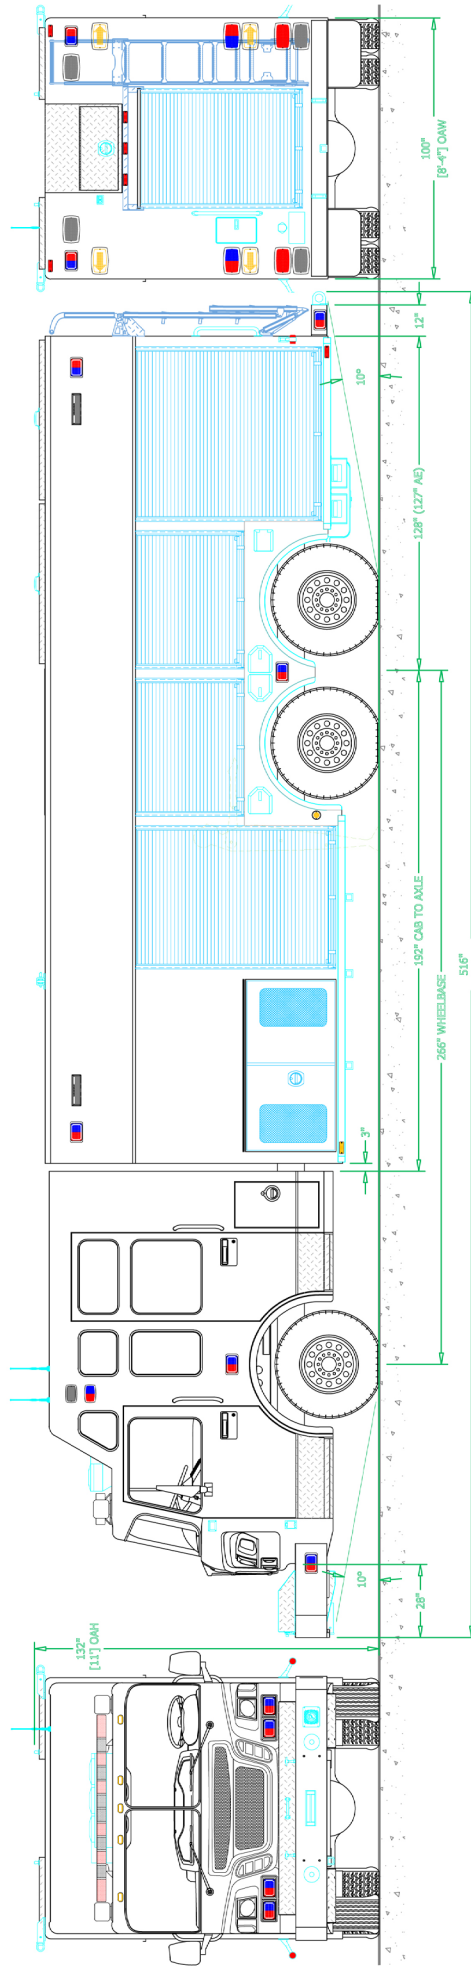 100"
[8'-4"] OAW
12"
10°
128" (127" AE)
192" CAB TO AXLE
266" WHEELBASE
516"
3"
10°
28"
132"
[11'] OAH